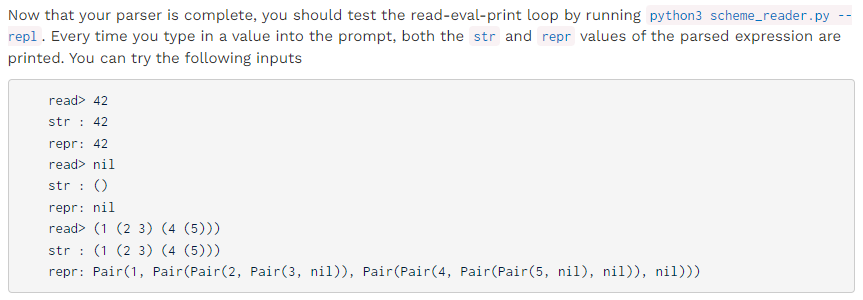 Now that your parser is complete, you should test the read-eval-print loop by running python3 scheme_reader.py --
repl . Every time you type in a value into the prompt, both the str and repr values of the parsed expression are
printed. You can try the following inputs
read> 42
str : 42
repr: 42
read> nil
str : ()
repr: nil
read> (1 (2 3) (4 (5)))
str : (1 (2 3) (4 (5)))
repr: Pair(1, Pair(Pair(2, Pair(3, nil)), Pair(Pair(4, Pair(Pair(5, nil), nil)), nil)))